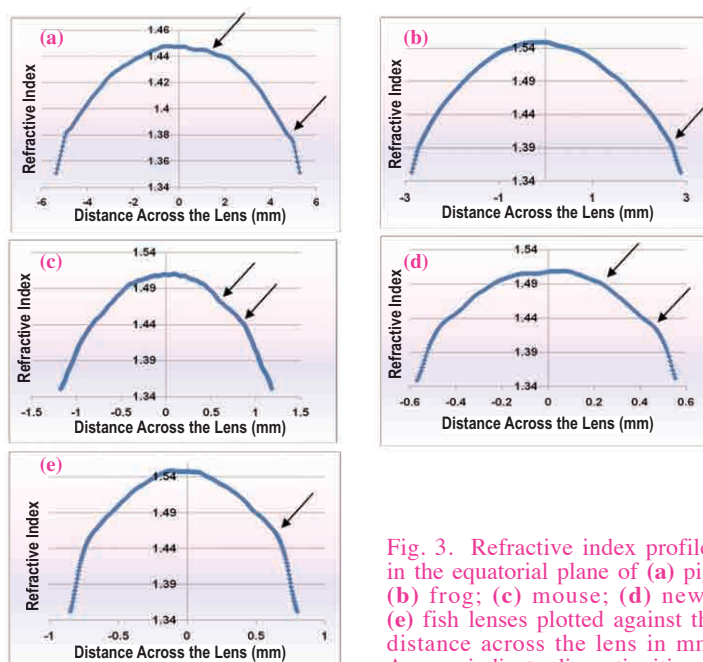 (a)
Refractive Index
1.46
1.44
1.42
1.4
1.38
1.36
1.34
-6 -4 -2 0 2 4 6
Distance Across the Lens (mm)
(b)
Refractive Index
1.54
1.49
1.44
1.39
1.34
-3 -1 1 3
Distance Across the Lens (mm)
(c)
Refractive Index
1.54
1.49
1.44
1.39
1.34
-1.5 -1 -0.5 0 0.5 1 1.5
Distance Across the Lens (mm)
(d)
Refractive Index
1.54
1.49
1.44
1.39
1.34
-0.6 -0.4 -0.2 0 0.2 0.4 0.6
Distance Across the Lens (mm)
(e)
Refractive Index
1.54
1.49
1.44
1.39
1.34
-1 -0.5 0 0.5 1
Distance Across the Lens (mm)
Fig. 3. Refractive index profile
in the equatorial plane of (a) pi
(b) frog; (c) mouse; (d) new
(e) fish lenses plotted against th
distance across the lens in mm